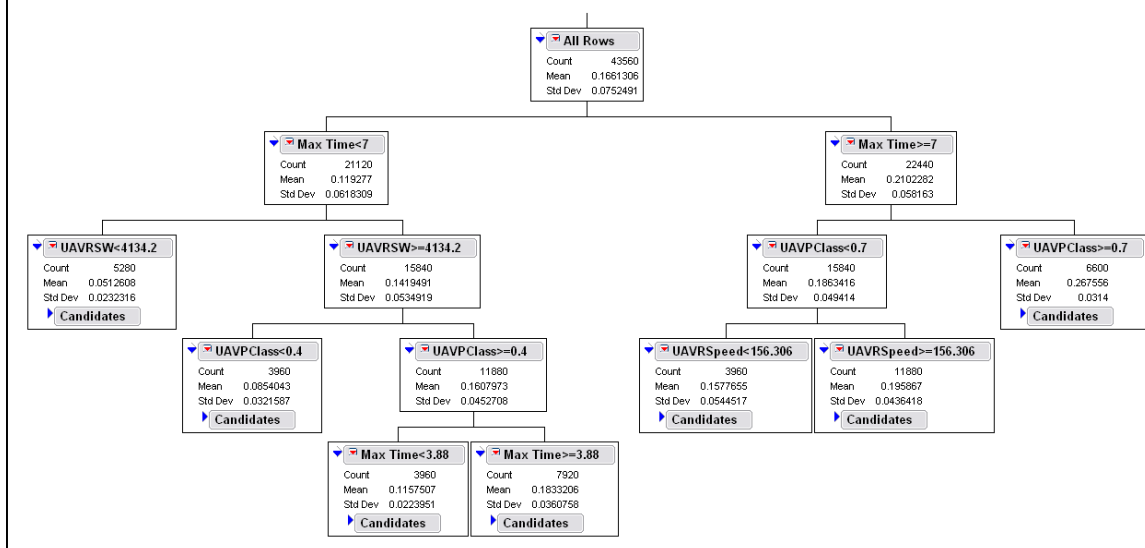 All Rows
Count 43560
Mean 0.1661306
Std Dev 0.0752491
Max Time<7
Count 21120
Mean 0.119277
Std Dev 0.0618309
Max Time>=7
Count 22440
Mean 0.2102282
Std Dev 0.058163
UAVRSW<4134.2
Count 5280
Mean 0.0512608
Std Dev 0.0232316
Candidates
UAVRSW>=4134.2
Count 15840
Mean 0.1419491
Std Dev 0.0534919
UAVPClass<0.7
Count 15840
Mean 0.1863416
Std Dev 0.049414
UAVPClass>=0.7
Count 6600
Mean 0.267556
Std Dev 0.0314
Candidates
UAVPClass<0.4
Count 3960
Mean 0.0854043
Std Dev 0.0321587
Candidates
UAVPClass>=0.4
Count 11880
Mean 0.1607973
Std Dev 0.0452708
UAVRSpeed<156.306
Count 3960
Mean 0.1577655
Std Dev 0.0544517
Candidates
UAVRSpeed>=156.306
Count 11880
Mean 0.195867
Std Dev 0.0436418
Candidates
Max Time<3.88
Count 3960
Mean 0.1157507
Std Dev 0.0223951
Candidates
Max Time>=3.88
Count 7920
Mean 0.1833206
Std Dev 0.0360758
Candidates